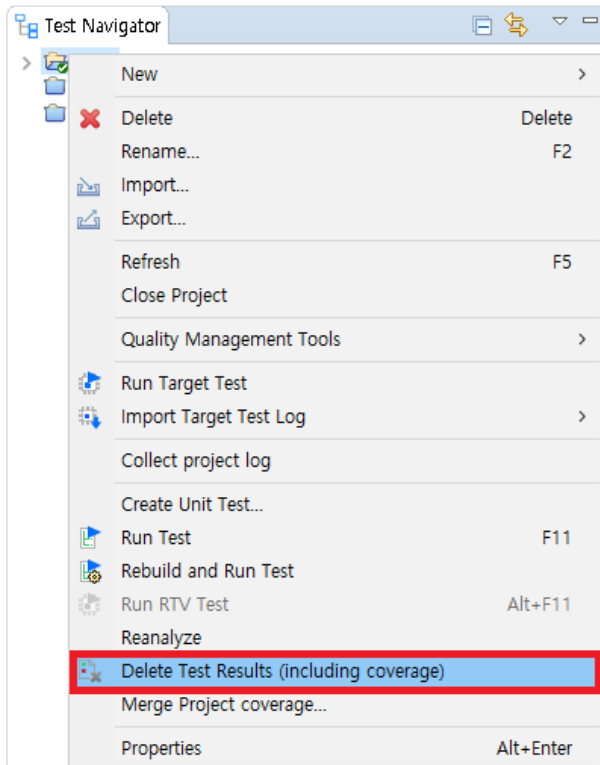 Test Navigator
New
Delete Delete
Rename... F2
Import...
Export...
Refresh F5
Close Project
Quality Management Tools
Run Target Test
Import Target Test Log
Collect project log
Create Unit Test...
Run Test F11
Rebuild and Run Test
Run RTV Test Alt+F11
Reanalyze
Delete Test Results (including coverage)
Merge Project coverage...
Properties Alt+Enter